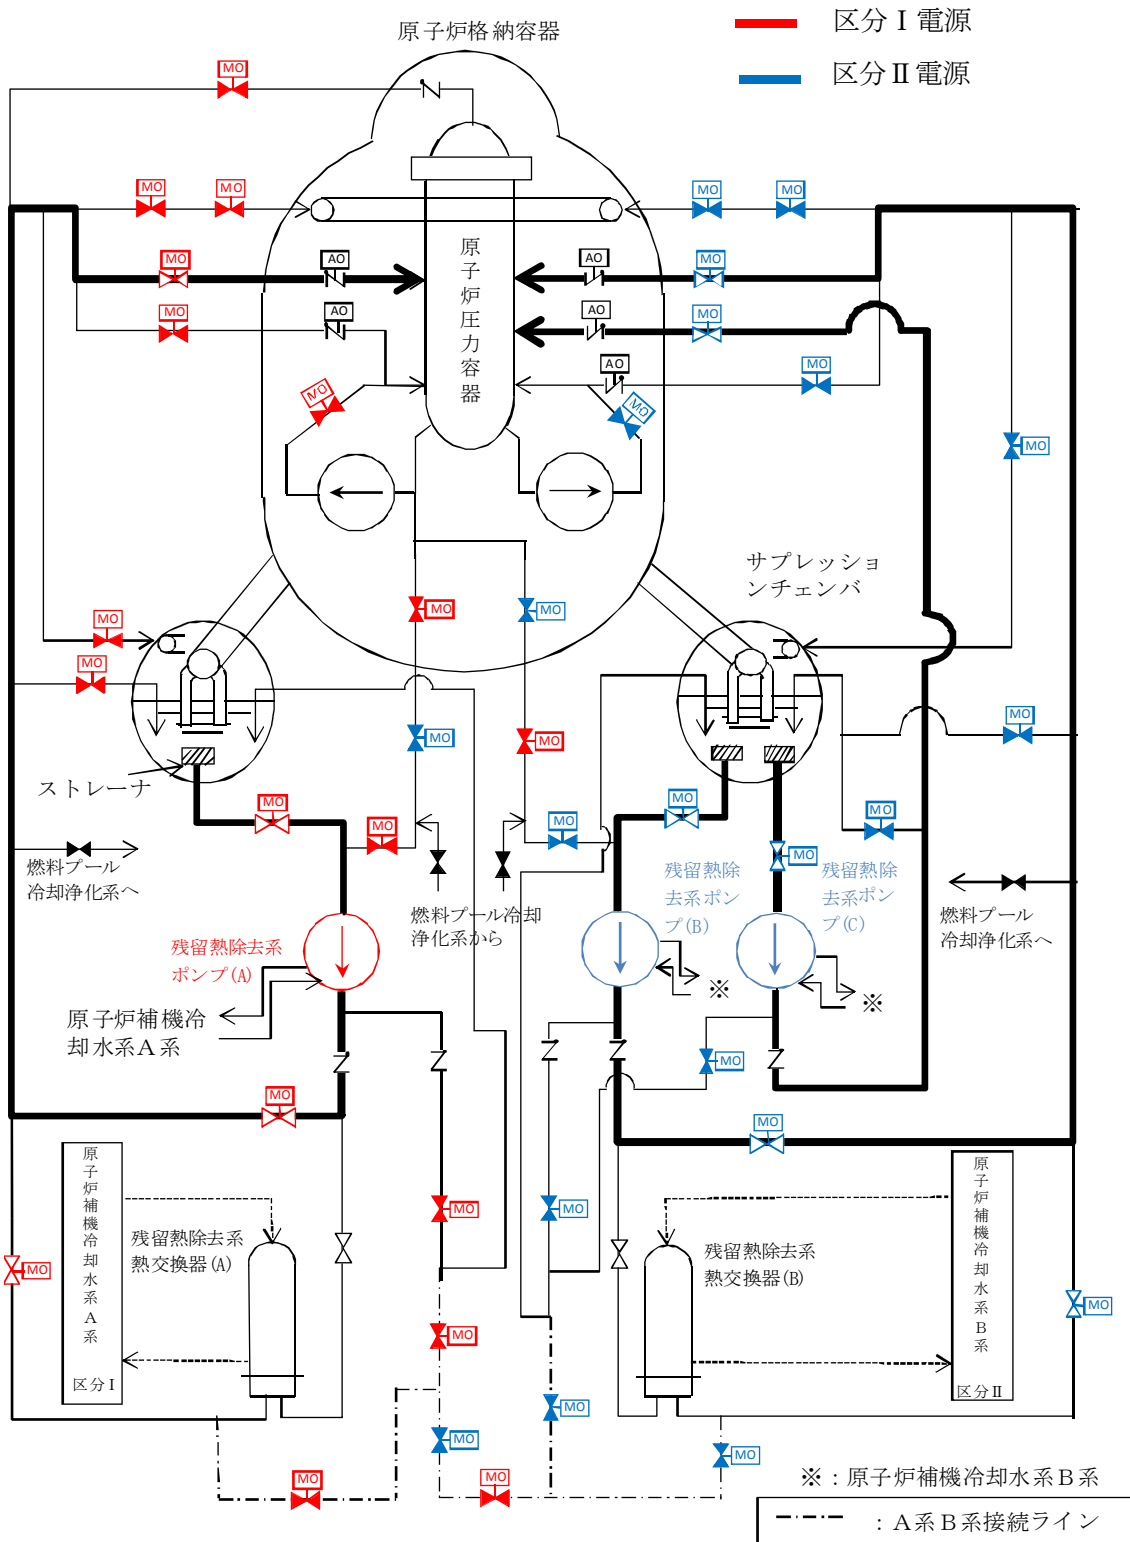 区分Ⅰ電源
原子炉格納容器
区分Ⅱ電源
MO
MO
MO
MO
MO
MO
AO
AO
MO
原子炉圧力容器
MO
AO
AO
MO
AO
MO
MO
MO
MO
サプレッショ
ンチェンバ
MO
MO
MO
MO
MO
MO
MO
ストレーナ
MO
MO
MO
MO
MO
MO
燃料プール
冷却浄化系へ
燃料プール冷却
浄化系から
残留熱除
去系ポン
プ(B)
残留熱除
去系ポン
プ(C)
燃料プール
冷却浄化系へ
残留熱除去系
ポンプ(A)
※
※
原子炉補機冷
却水系A系
MO
MO
MO
原子炉補機冷却水系A系
区分Ⅰ
残留熱除去系
熱交換器(A)
MO
MO
MO
残留熱除去系
熱交換器(B)
原子炉補機冷却水系B系
区分Ⅱ
MO
MO
MO
MO
MO
MO
MO
※：原子炉補機冷却水系B系
：A系B系接続ライン